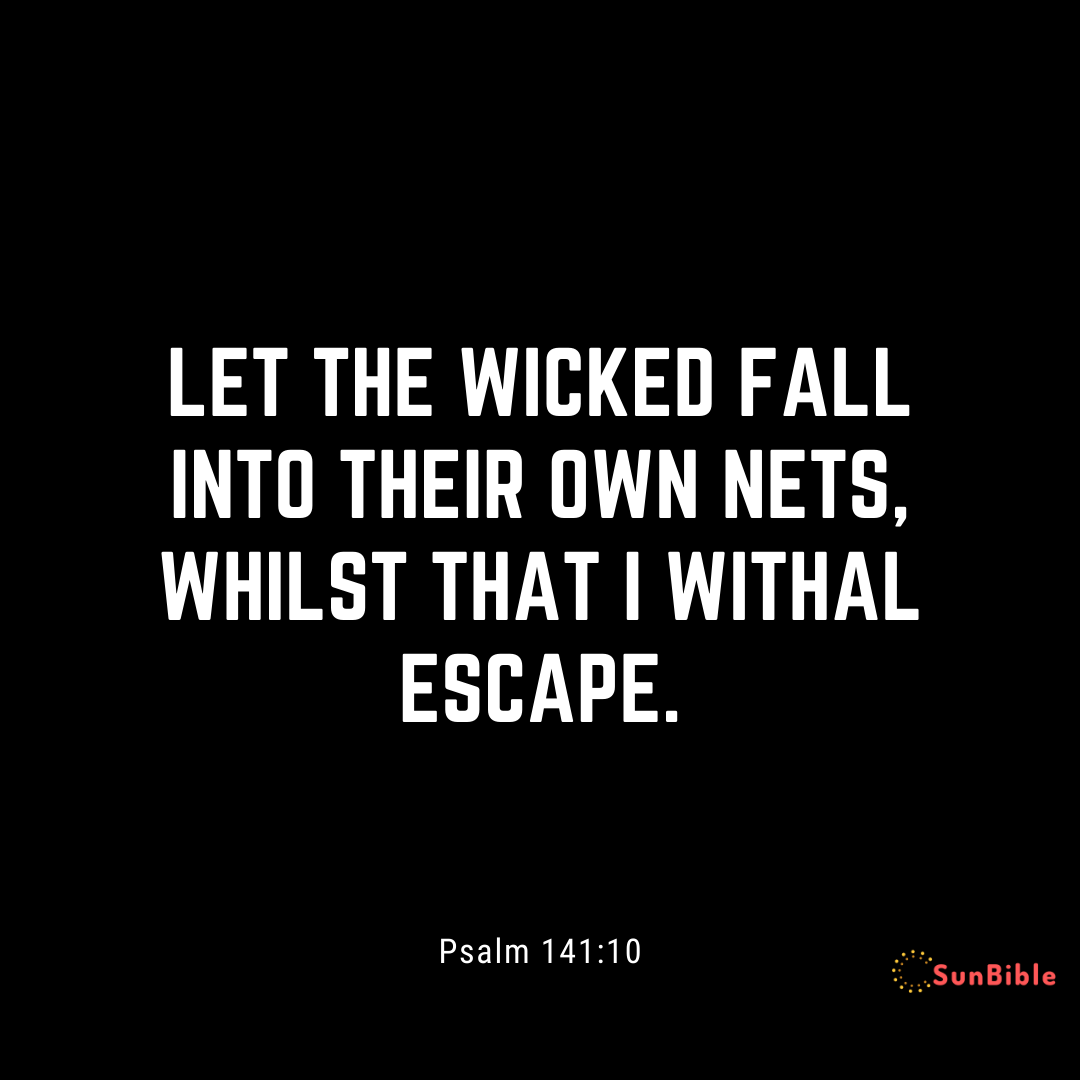 LET THE WICKED FALL
INTO THEIR OWN NETS,
WHILST THAT I WITHAL
ESCAPE.
Psalm 141:10
SunBible